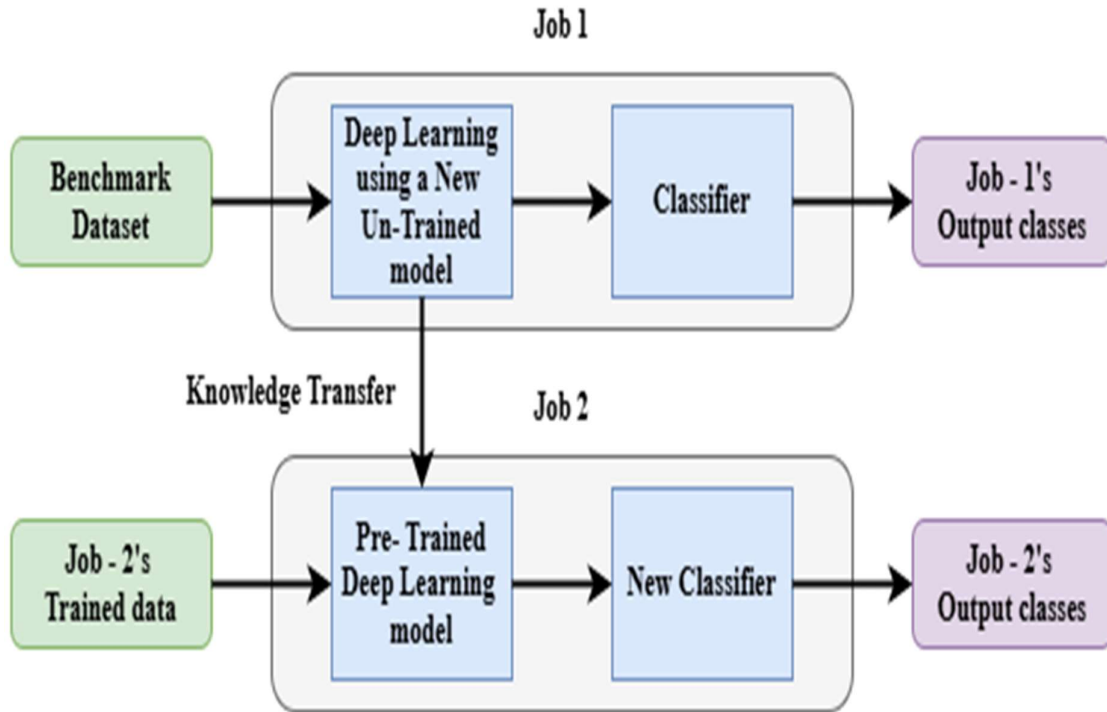 Job 1
Benchmark
Dataset
Deep Learning
using a New
Un-Trained
model
Classifier
Job - 1's
Output classes
Knowledge Transfer
Job 2
Job - 2's
Trained data
Pre- Trained
Deep Learning
model
New Classifier
Job - 2's
Output classes